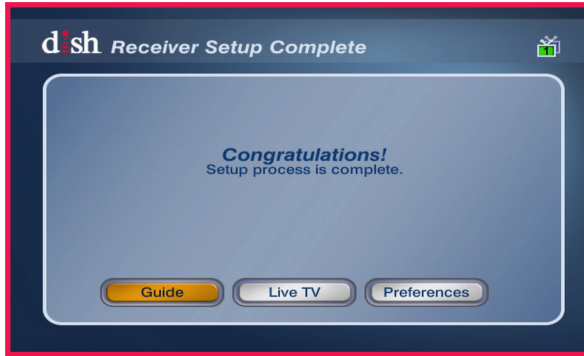 dish Receiver Setup Complete
1
Congratulations!
Setup process is complete.
Guide Live TV Preferences